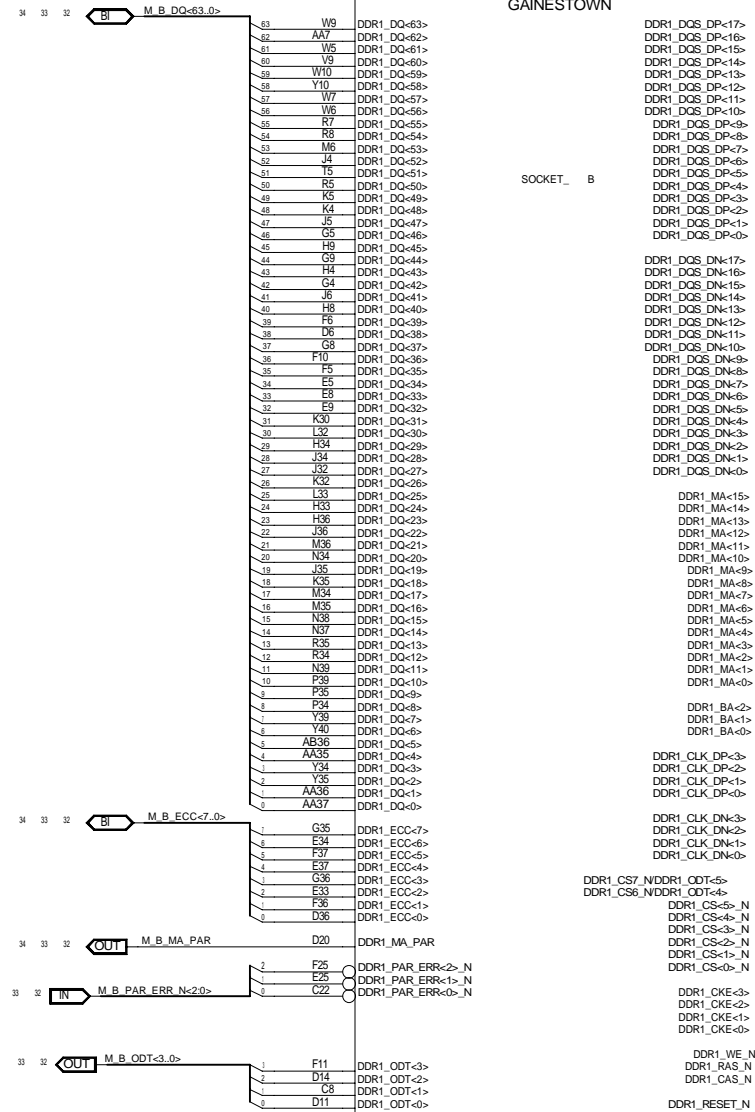 GAINESTOWN
SOCKET_ B
34 33 32 BI M_B_DQ<63..0>
63 W9 DDR1_DQ<63>
62 AA7 DDR1_DQ<62>
61 W5 DDR1_DQ<61>
60 V9 DDR1_DQ<60>
59 W10 DDR1_DQ<59>
58 Y10 DDR1_DQ<58>
57 W7 DDR1_DQ<57>
56 W6 DDR1_DQ<56>
55 R7 DDR1_DQ<55>
54 R8 DDR1_DQ<54>
53 M6 DDR1_DQ<53>
52 J4 DDR1_DQ<52>
51 T5 DDR1_DQ<51>
50 R5 DDR1_DQ<50>
49 K5 DDR1_DQ<49>
48 K4 DDR1_DQ<48>
47 J5 DDR1_DQ<47>
46 G5 DDR1_DQ<46>
45 H9 DDR1_DQ<45>
44 G9 DDR1_DQ<44>
43 H4 DDR1_DQ<43>
42 G4 DDR1_DQ<42>
41 J6 DDR1_DQ<41>
40 H8 DDR1_DQ<40>
39 F6 DDR1_DQ<39>
38 D6 DDR1_DQ<38>
37 G8 DDR1_DQ<37>
36 F10 DDR1_DQ<36>
35 F5 DDR1_DQ<35>
34 E5 DDR1_DQ<34>
33 E8 DDR1_DQ<33>
32 E9 DDR1_DQ<32>
31 K30 DDR1_DQ<31>
30 L32 DDR1_DQ<30>
29 H34 DDR1_DQ<29>
28 J34 DDR1_DQ<28>
27 J32 DDR1_DQ<27>
26 K32 DDR1_DQ<26>
25 L33 DDR1_DQ<25>
24 H33 DDR1_DQ<24>
23 H36 DDR1_DQ<23>
22 J36 DDR1_DQ<22>
21 M36 DDR1_DQ<21>
20 N34 DDR1_DQ<20>
19 J35 DDR1_DQ<19>
18 K35 DDR1_DQ<18>
17 M34 DDR1_DQ<17>
16 M35 DDR1_DQ<16>
15 N38 DDR1_DQ<15>
14 N37 DDR1_DQ<14>
13 R35 DDR1_DQ<13>
12 R34 DDR1_DQ<12>
11 N39 DDR1_DQ<11>
10 P39 DDR1_DQ<10>
9 P35 DDR1_DQ<9>
8 P34 DDR1_DQ<8>
7 Y39 DDR1_DQ<7>
6 Y40 DDR1_DQ<6>
5 AB36 DDR1_DQ<5>
4 AA35 DDR1_DQ<4>
3 Y34 DDR1_DQ<3>
2 Y35 DDR1_DQ<2>
1 AA36 DDR1_DQ<1>
0 AA37 DDR1_DQ<0>
34 33 32 BI M_B_ECC<7..0>
7 G35 DDR1_ECC<7>
6 E34 DDR1_ECC<6>
5 F37 DDR1_ECC<5>
4 E37 DDR1_ECC<4>
3 G36 DDR1_ECC<3>
2 E33 DDR1_ECC<2>
1 F36 DDR1_ECC<1>
0 D36 DDR1_ECC<0>
34 33 32 OUT M_B_MA_PAR D20 DDR1_MA_PAR
33 32 IN M_B_PAR_ERR_N<2:0>
2 F25 DDR1_PAR_ERR<2>_N
1 E25 DDR1_PAR_ERR<1>_N
0 C22 DDR1_PAR_ERR<0>_N
33 32 OUT M_B_ODT<3..0>
3 F11 DDR1_ODT<3>
2 D14 DDR1_ODT<2>
1 C8 DDR1_ODT<1>
0 D11 DDR1_ODT<0>
DDR1_DQS_DP<17>
DDR1_DQS_DP<16>
DDR1_DQS_DP<15>
DDR1_DQS_DP<14>
DDR1_DQS_DP<13>
DDR1_DQS_DP<12>
DDR1_DQS_DP<11>
DDR1_DQS_DP<10>
DDR1_DQS_DP<9>
DDR1_DQS_DP<8>
DDR1_DQS_DP<7>
DDR1_DQS_DP<6>
DDR1_DQS_DP<5>
DDR1_DQS_DP<4>
DDR1_DQS_DP<3>
DDR1_DQS_DP<2>
DDR1_DQS_DP<1>
DDR1_DQS_DP<0>
DDR1_DQS_DN<17>
DDR1_DQS_DN<16>
DDR1_DQS_DN<15>
DDR1_DQS_DN<14>
DDR1_DQS_DN<13>
DDR1_DQS_DN<12>
DDR1_DQS_DN<11>
DDR1_DQS_DN<10>
DDR1_DQS_DN<9>
DDR1_DQS_DN<8>
DDR1_DQS_DN<7>
DDR1_DQS_DN<6>
DDR1_DQS_DN<5>
DDR1_DQS_DN<4>
DDR1_DQS_DN<3>
DDR1_DQS_DN<2>
DDR1_DQS_DN<1>
DDR1_DQS_DN<0>
DDR1_MA<15>
DDR1_MA<14>
DDR1_MA<13>
DDR1_MA<12>
DDR1_MA<11>
DDR1_MA<10>
DDR1_MA<9>
DDR1_MA<8>
DDR1_MA<7>
DDR1_MA<6>
DDR1_MA<5>
DDR1_MA<4>
DDR1_MA<3>
DDR1_MA<2>
DDR1_MA<1>
DDR1_MA<0>
DDR1_BA<2>
DDR1_BA<1>
DDR1_BA<0>
DDR1_CLK_DP<3>
DDR1_CLK_DP<2>
DDR1_CLK_DP<1>
DDR1_CLK_DP<0>
DDR1_CLK_DN<3>
DDR1_CLK_DN<2>
DDR1_CLK_DN<1>
DDR1_CLK_DN<0>
DDR1_CS7_N/DDR1_ODT<5>
DDR1_CS6_N/DDR1_ODT<4>
DDR1_CS<5>_N
DDR1_CS<4>_N
DDR1_CS<3>_N
DDR1_CS<2>_N
DDR1_CS<1>_N
DDR1_CS<0>_N
DDR1_CKE<3>
DDR1_CKE<2>
DDR1_CKE<1>
DDR1_CKE<0>
DDR1_WE_N
DDR1_RAS_N
DDR1_CAS_N
DDR1_RESET_N